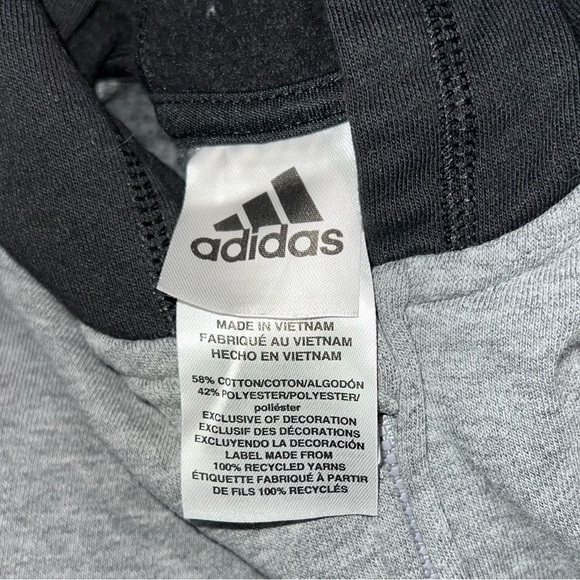 adidas
MADE IN VIETNAM
FABRIQUÉ AU VIETNAM
HECHO EN VIETNAM
58% COTTON/COTON/ALGODÓN
42% POLYESTER/POLYESTER/
poliéster
EXCLUSIVE OF DECORATION
EXCLUSIF DES DÉCORATIONS
EXCLUYENDO LA DECORACIÓN
LABEL MADE FROM
100% RECYCLED YARNS
ÉTIQUETTE FABRIQUÉ À PARTIR
DE FILS 100% RECYCLÉS